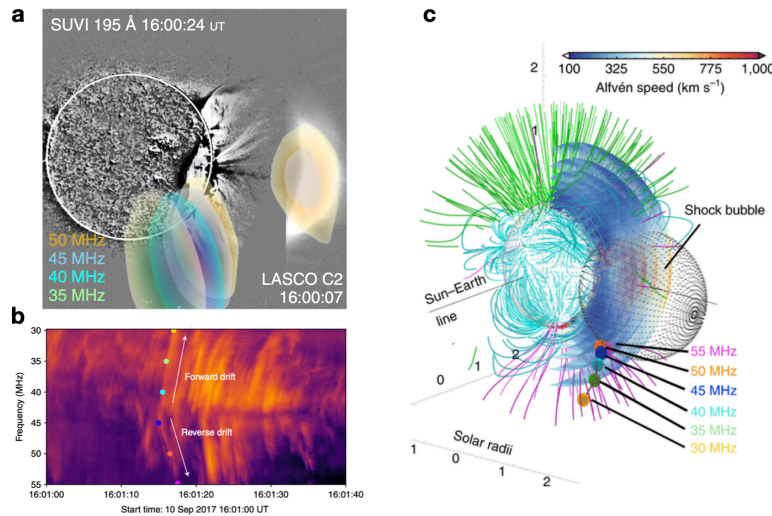 a
SUVI 195 Å 16:00:24 UT
50 MHz
45 MHz
40 MHz
35 MHz
LASCO C2
16:00:07
b
30
35
40
45
50
55
Frequency (MHz)
Forward drift
Reverse drift
16:01:00
16:01:10
16:01:20
16:01:30
16:01:40
Start time: 10 Sep 2017 16:01:00 UT
c
100
325
550
775
1,000
Alfvén speed (km s⁻¹)
2
1
Shock bubble
Sun–Earth
line
0
1
2
55 MHz
50 MHz
45 MHz
40 MHz
35 MHz
30 MHz
Solar radii
1
0
1
2